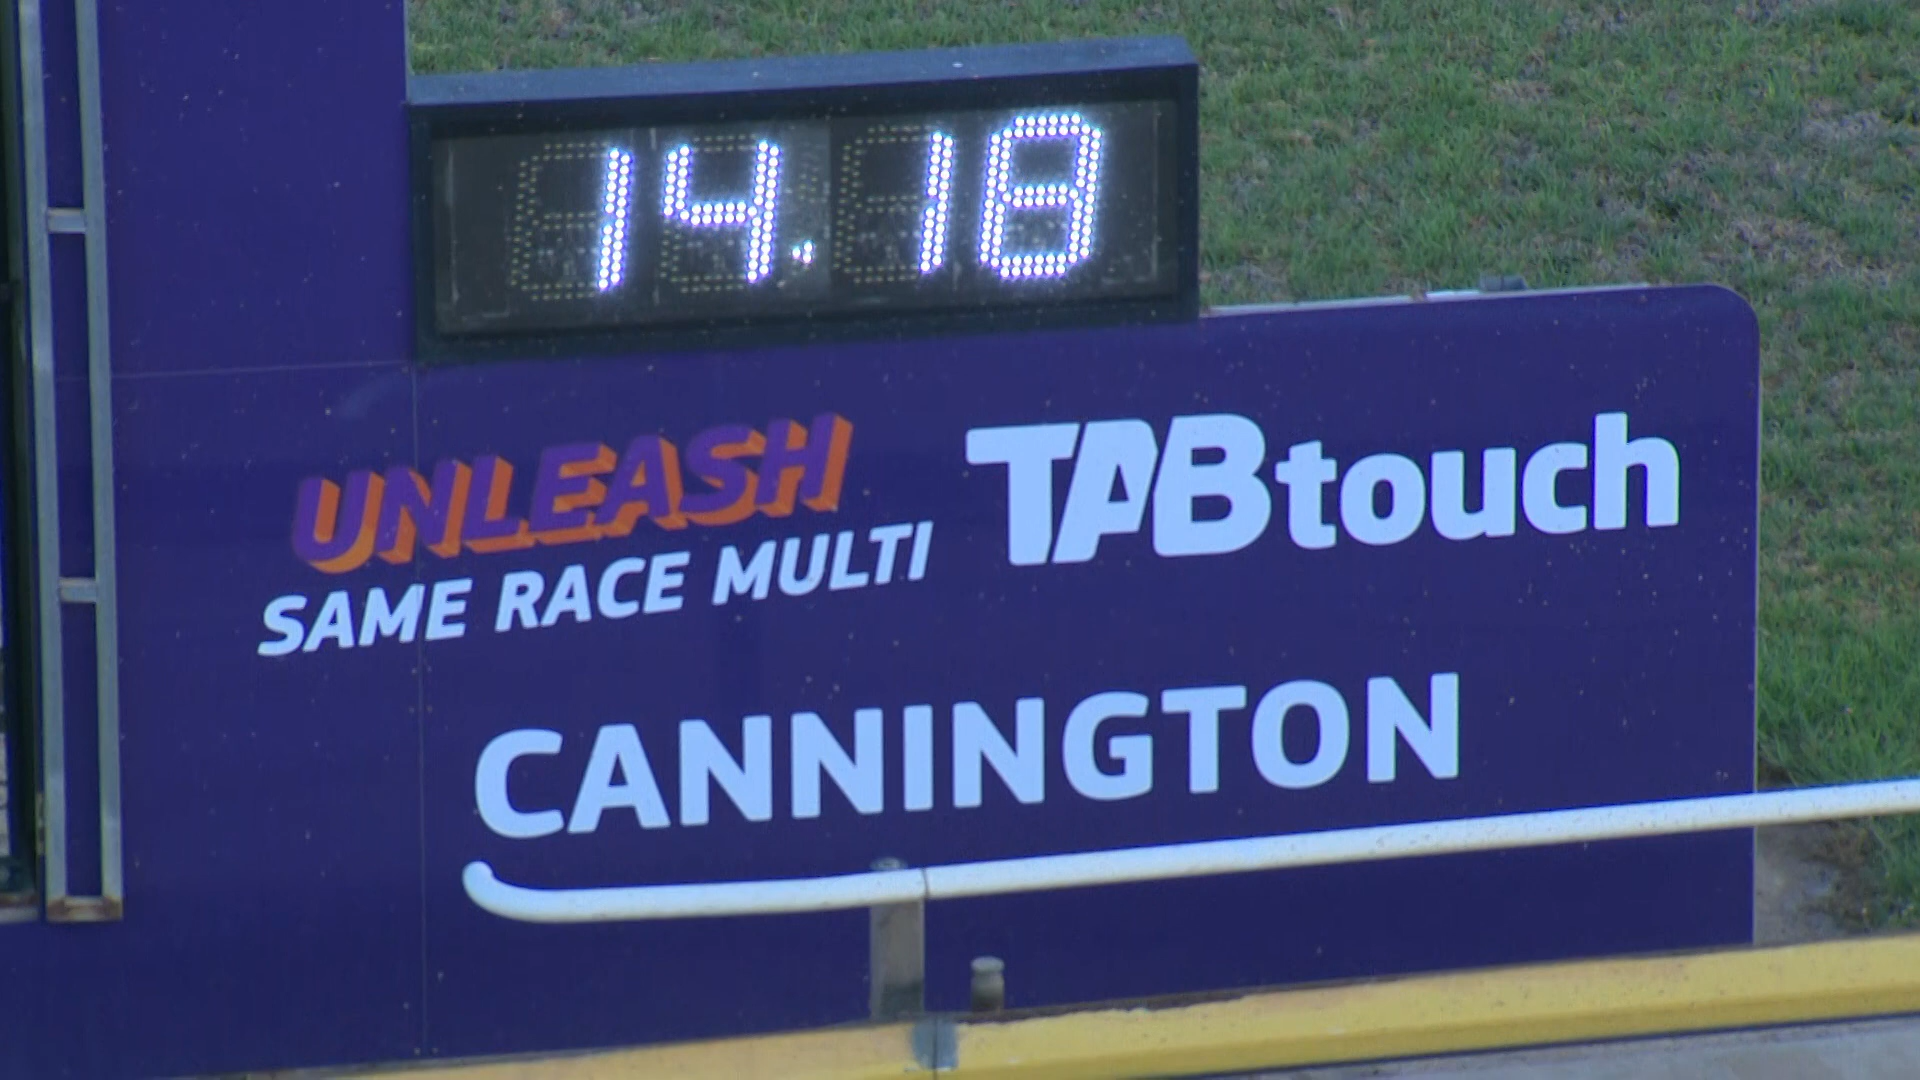 14.18
UNLEASH
SAME RACE MULTI
TABtouch
CANNINGTON